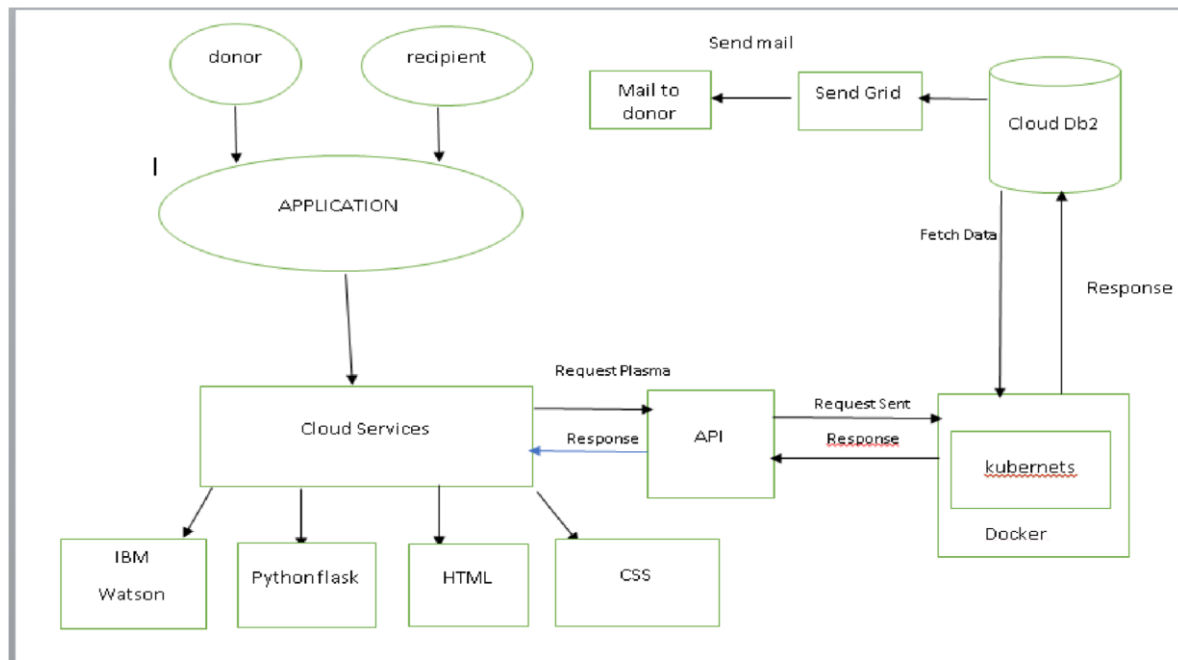 donor
recipient
Send mail
Mail to
donor
Send Grid
Cloud Db2
APPLICATION
Fetch Data
Response
Request Plasma
Cloud Services
Response
API
Request Sent
Response
kubernets
Docker
IBM
Watson
Python flask
HTML
CSS